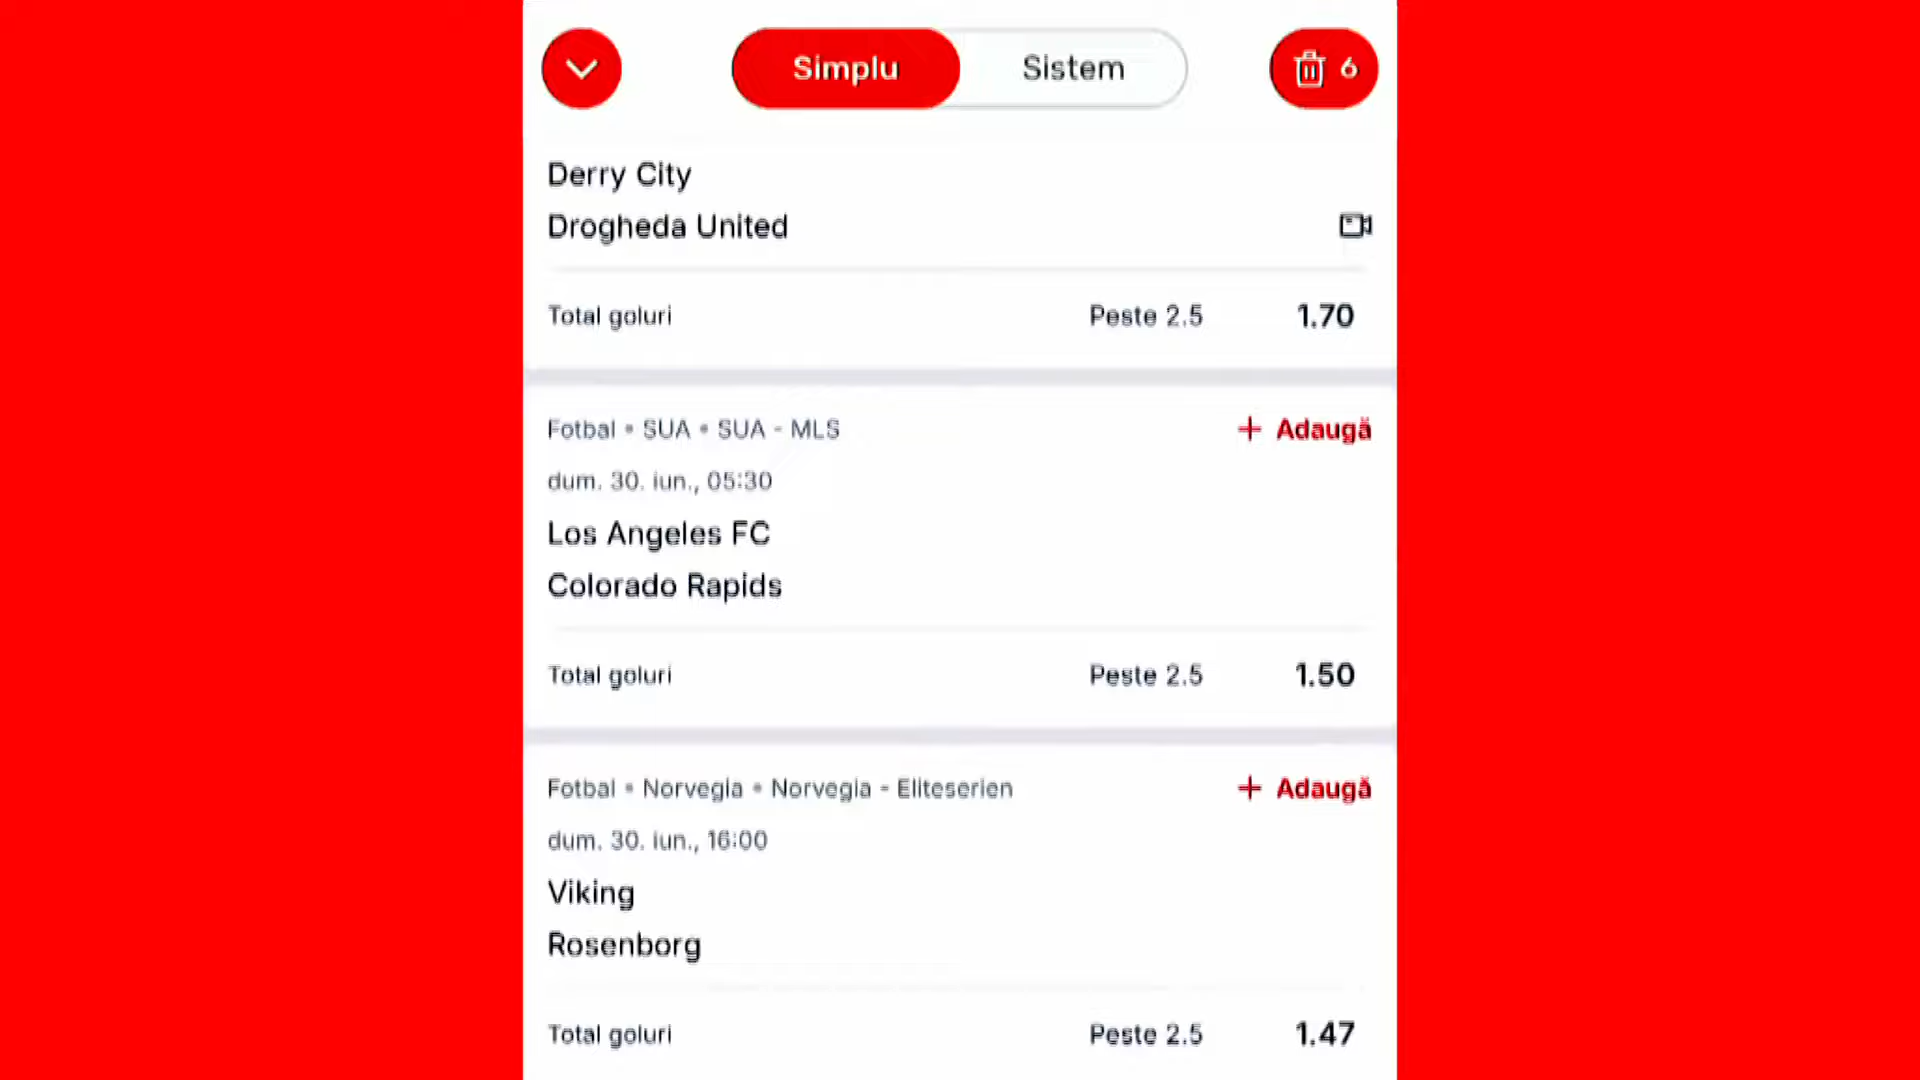 Simplu Sistem 6
Derry City
Drogheda United
Total goluri Peste 2.5 1.70
Fotbal • SUA • SUA - MLS + Adaugă
dum. 30. iun., 05:30
Los Angeles FC
Colorado Rapids
Total goluri Peste 2.5 1.50
Fotbal • Norvegia • Norvegia - Eliteserien + Adaugă
dum. 30. iun., 16:00
Viking
Rosenborg
Total goluri Peste 2.5 1.47